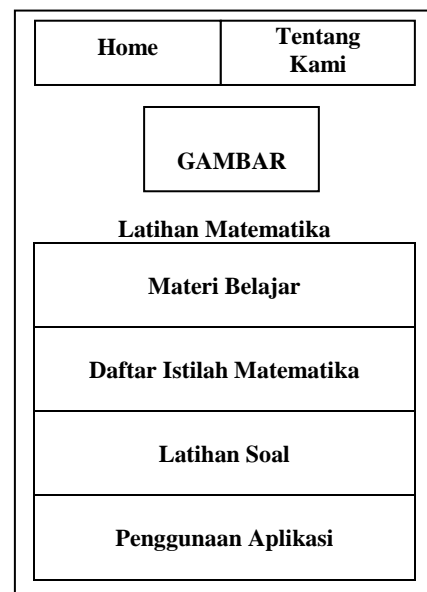 Home
Tentang
Kami
GAMBAR
Latihan Matematika
Materi Belajar
Daftar Istilah Matematika
Latihan Soal
Penggunaan Aplikasi